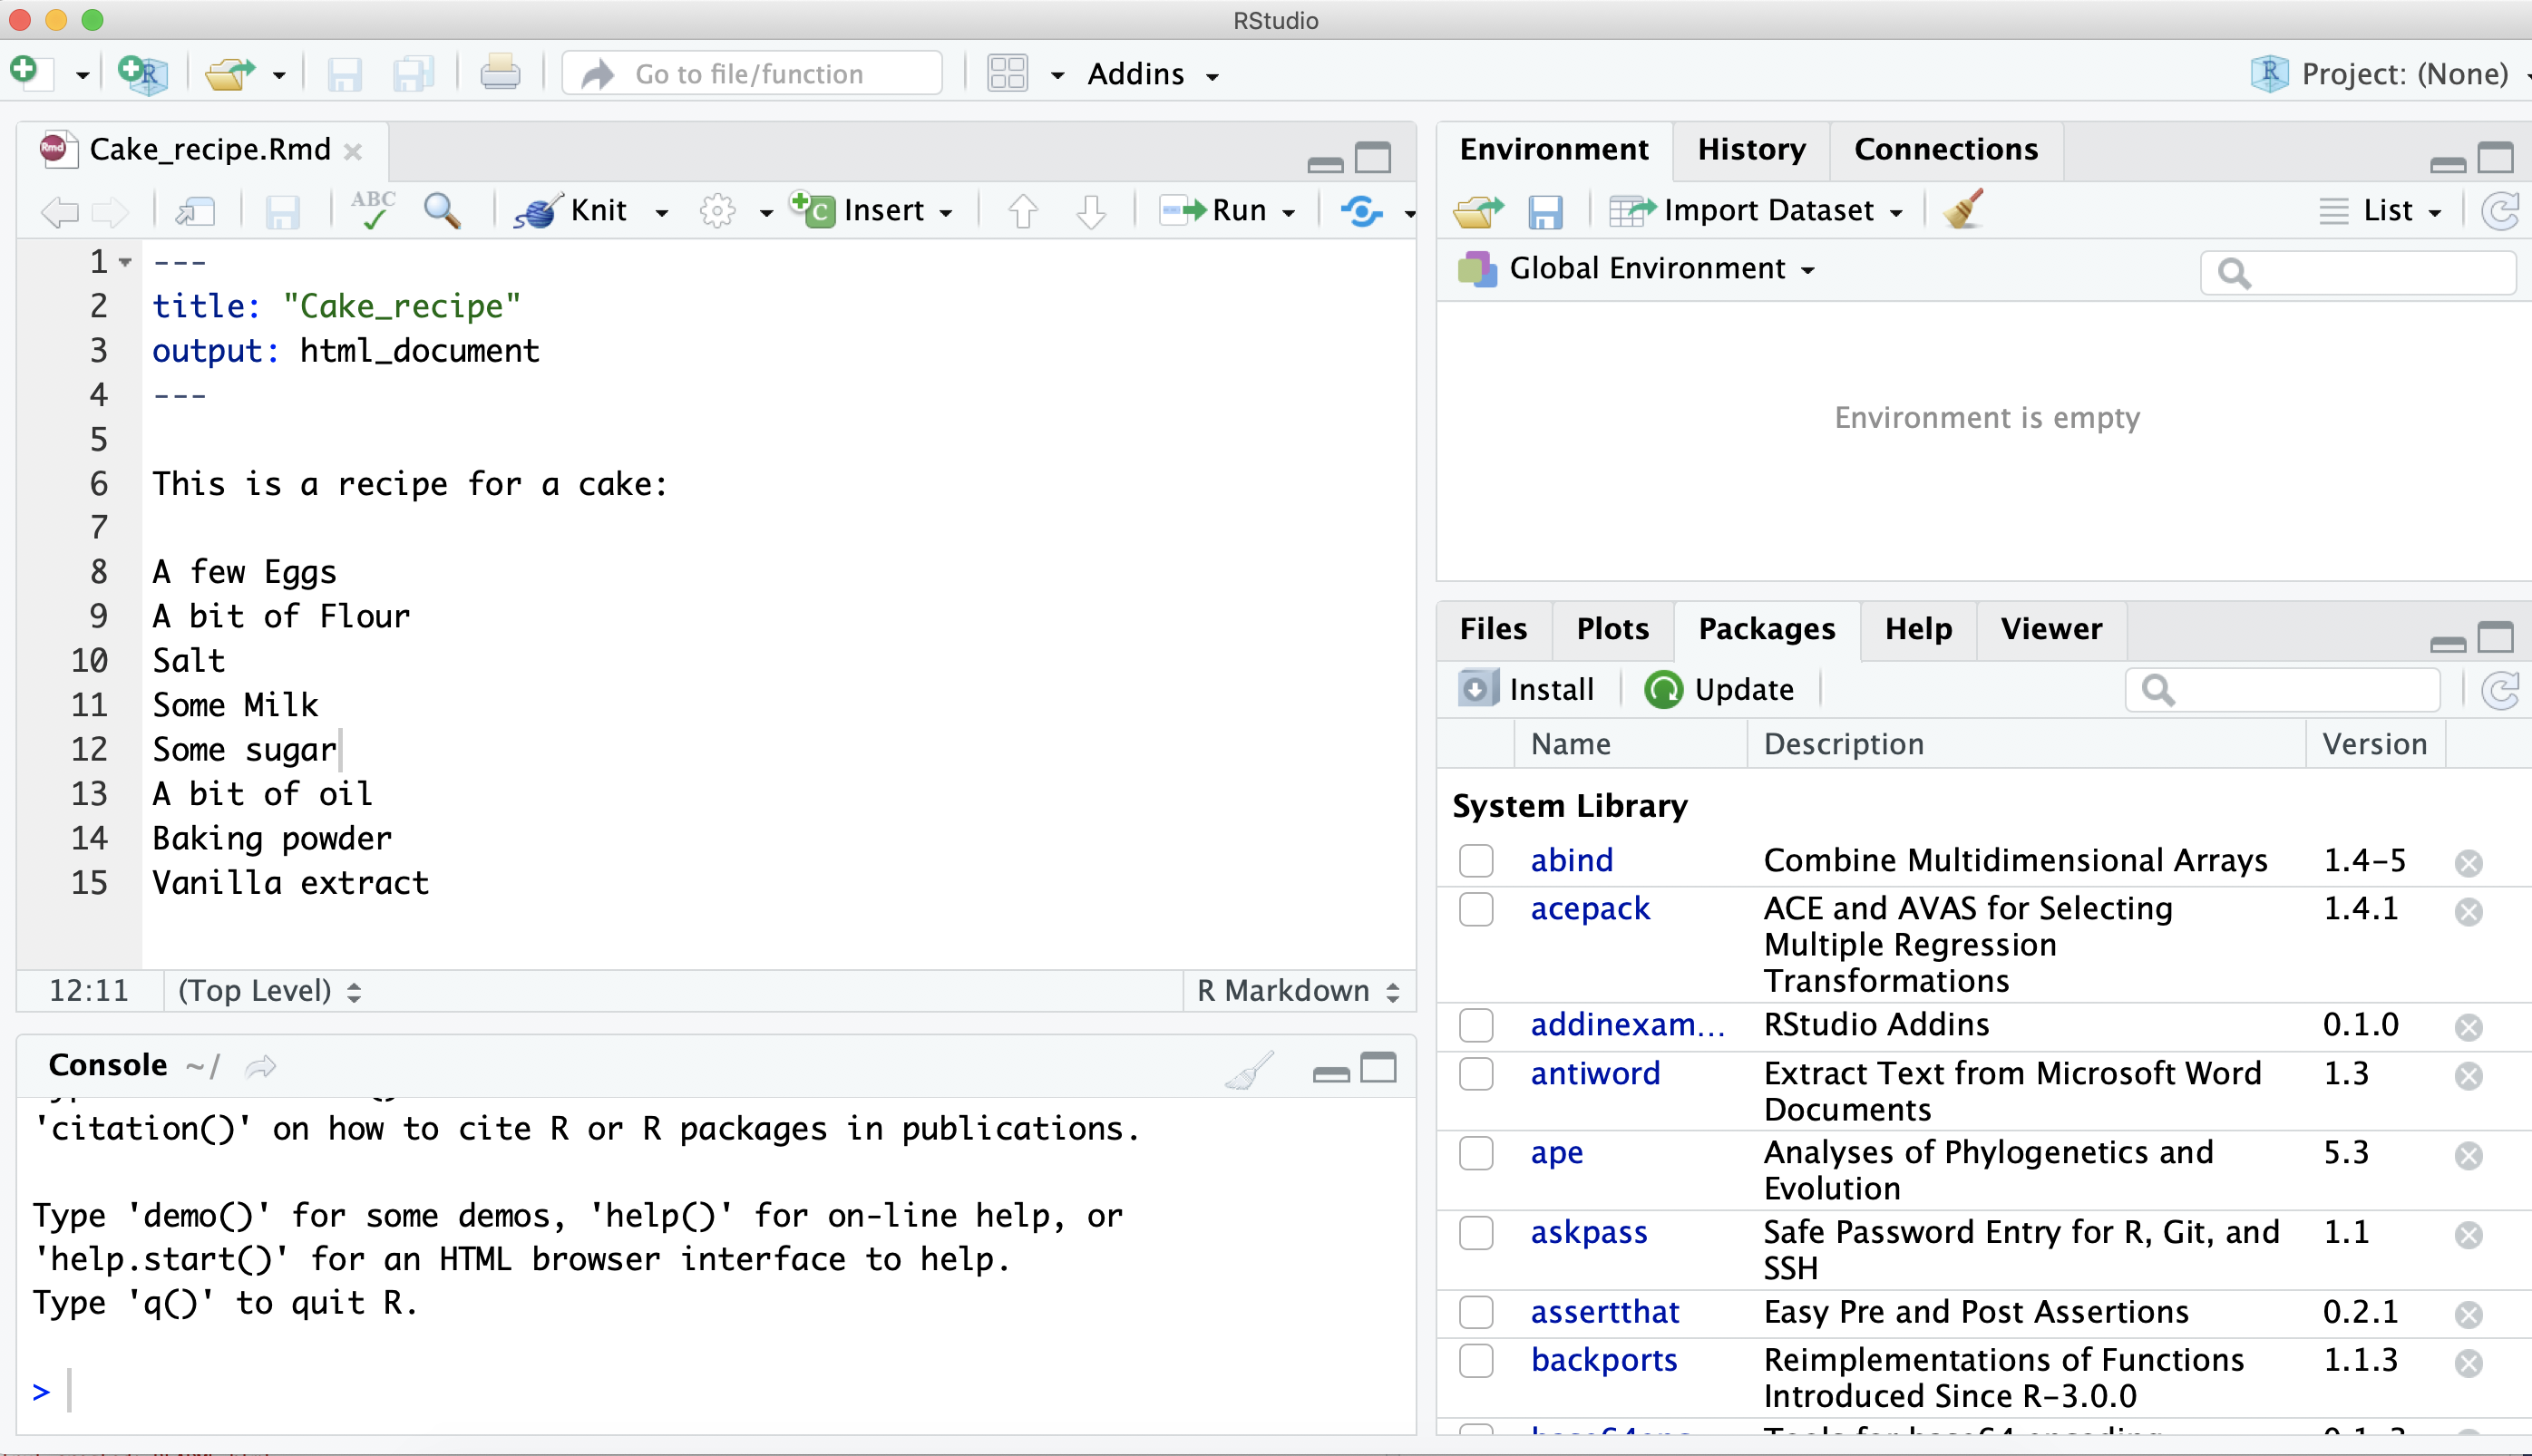 RStudio
Go to file/function
Addins
Project: (None)
Cake_recipe.Rmd
ABC
Knit
Insert
Run
1 ---
2 title: "Cake_recipe"
3 output: html_document
4 ---
5
6 This is a recipe for a cake:
7
8 A few Eggs
9 A bit of Flour
10 Salt
11 Some Milk
12 Some sugar
13 A bit of oil
14 Baking powder
15 Vanilla extract
12:11 (Top Level) R Markdown
Console ~/
'citation()' on how to cite R or R packages in publications.
Type 'demo()' for some demos, 'help()' for on-line help, or
'help.start()' for an HTML browser interface to help.
Type 'q()' to quit R.
>
Environment History Connections
Import Dataset List
Global Environment
Environment is empty
Files Plots Packages Help Viewer
Install Update
Name Description Version
System Library
abind Combine Multidimensional Arrays 1.4-5
acepack ACE and AVAS for Selecting 1.4.1
Multiple Regression
Transformations
addinexam... RStudio Addins 0.1.0
antiword Extract Text from Microsoft Word 1.3
Documents
ape Analyses of Phylogenetics and 5.3
Evolution
askpass Safe Password Entry for R, Git, and 1.1
SSH
assertthat Easy Pre and Post Assertions 0.2.1
backports Reimplementations of Functions 1.1.3
Introduced Since R-3.0.0